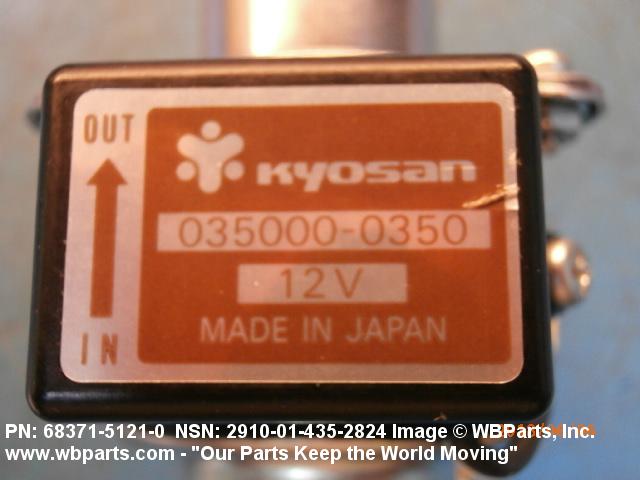 OUT
Kyosan
035000-0350
12V
MADE IN JAPAN
IN
PN: 68371-5121-0 NSN: 2910-01-435-2824 Image © WBParts, Inc.
www.wbparts.com - "Our Parts Keep the World Moving"